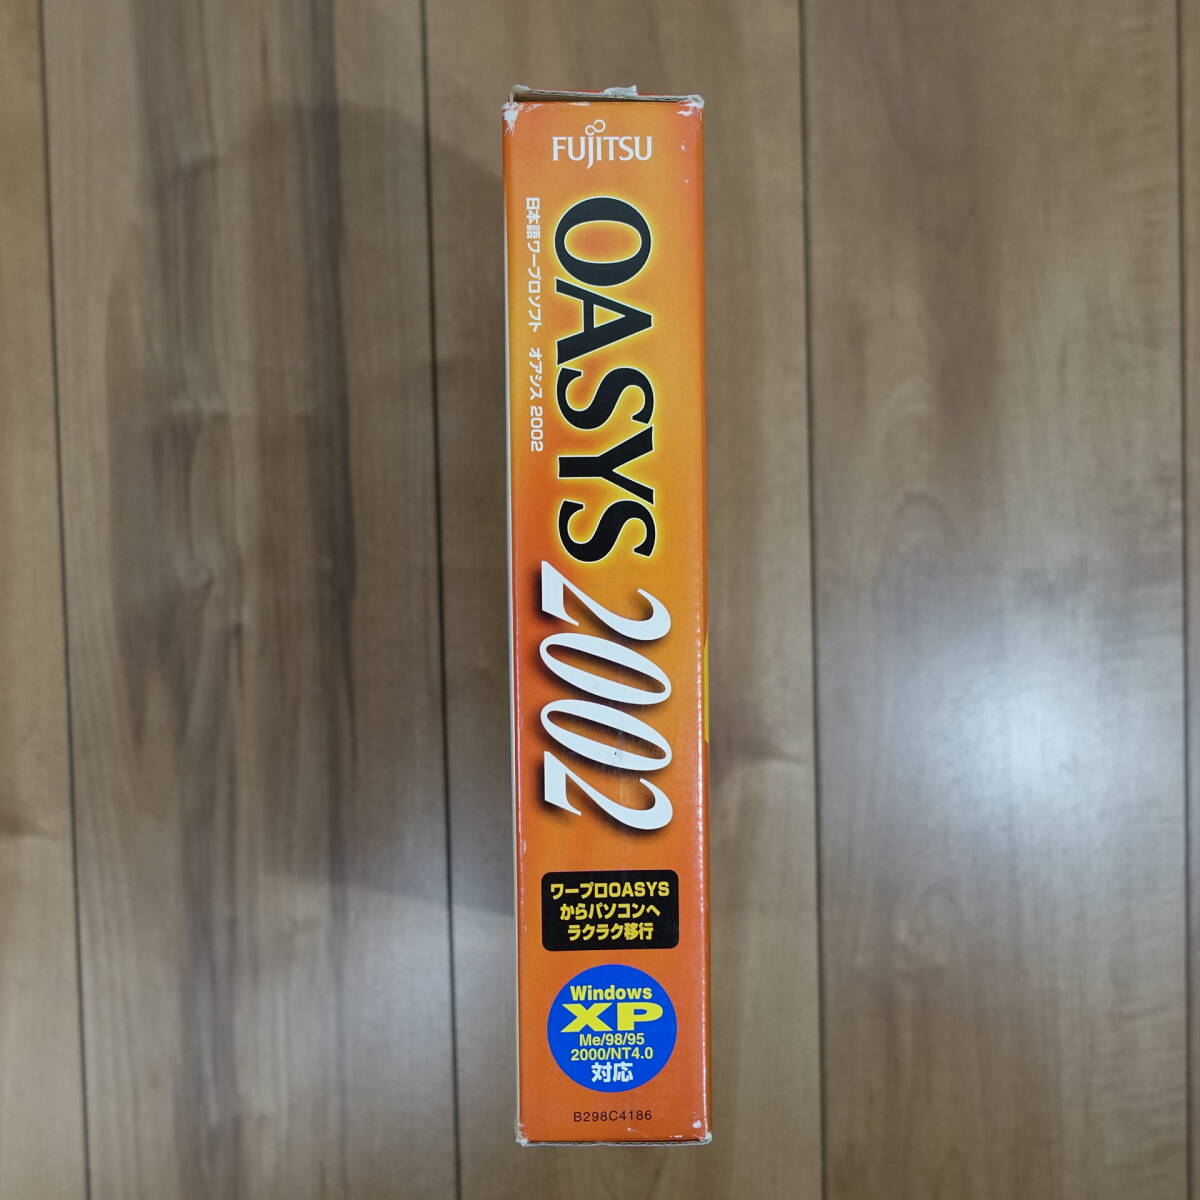 FUJITSU
OASYS 2002
日本語ワープロソフト オアシス 2002
ワープロOASYS
からパソコンへ
ラクラク移行
Windows
XP
Me/98/95
2000/NT4.0
対応
B298C4186